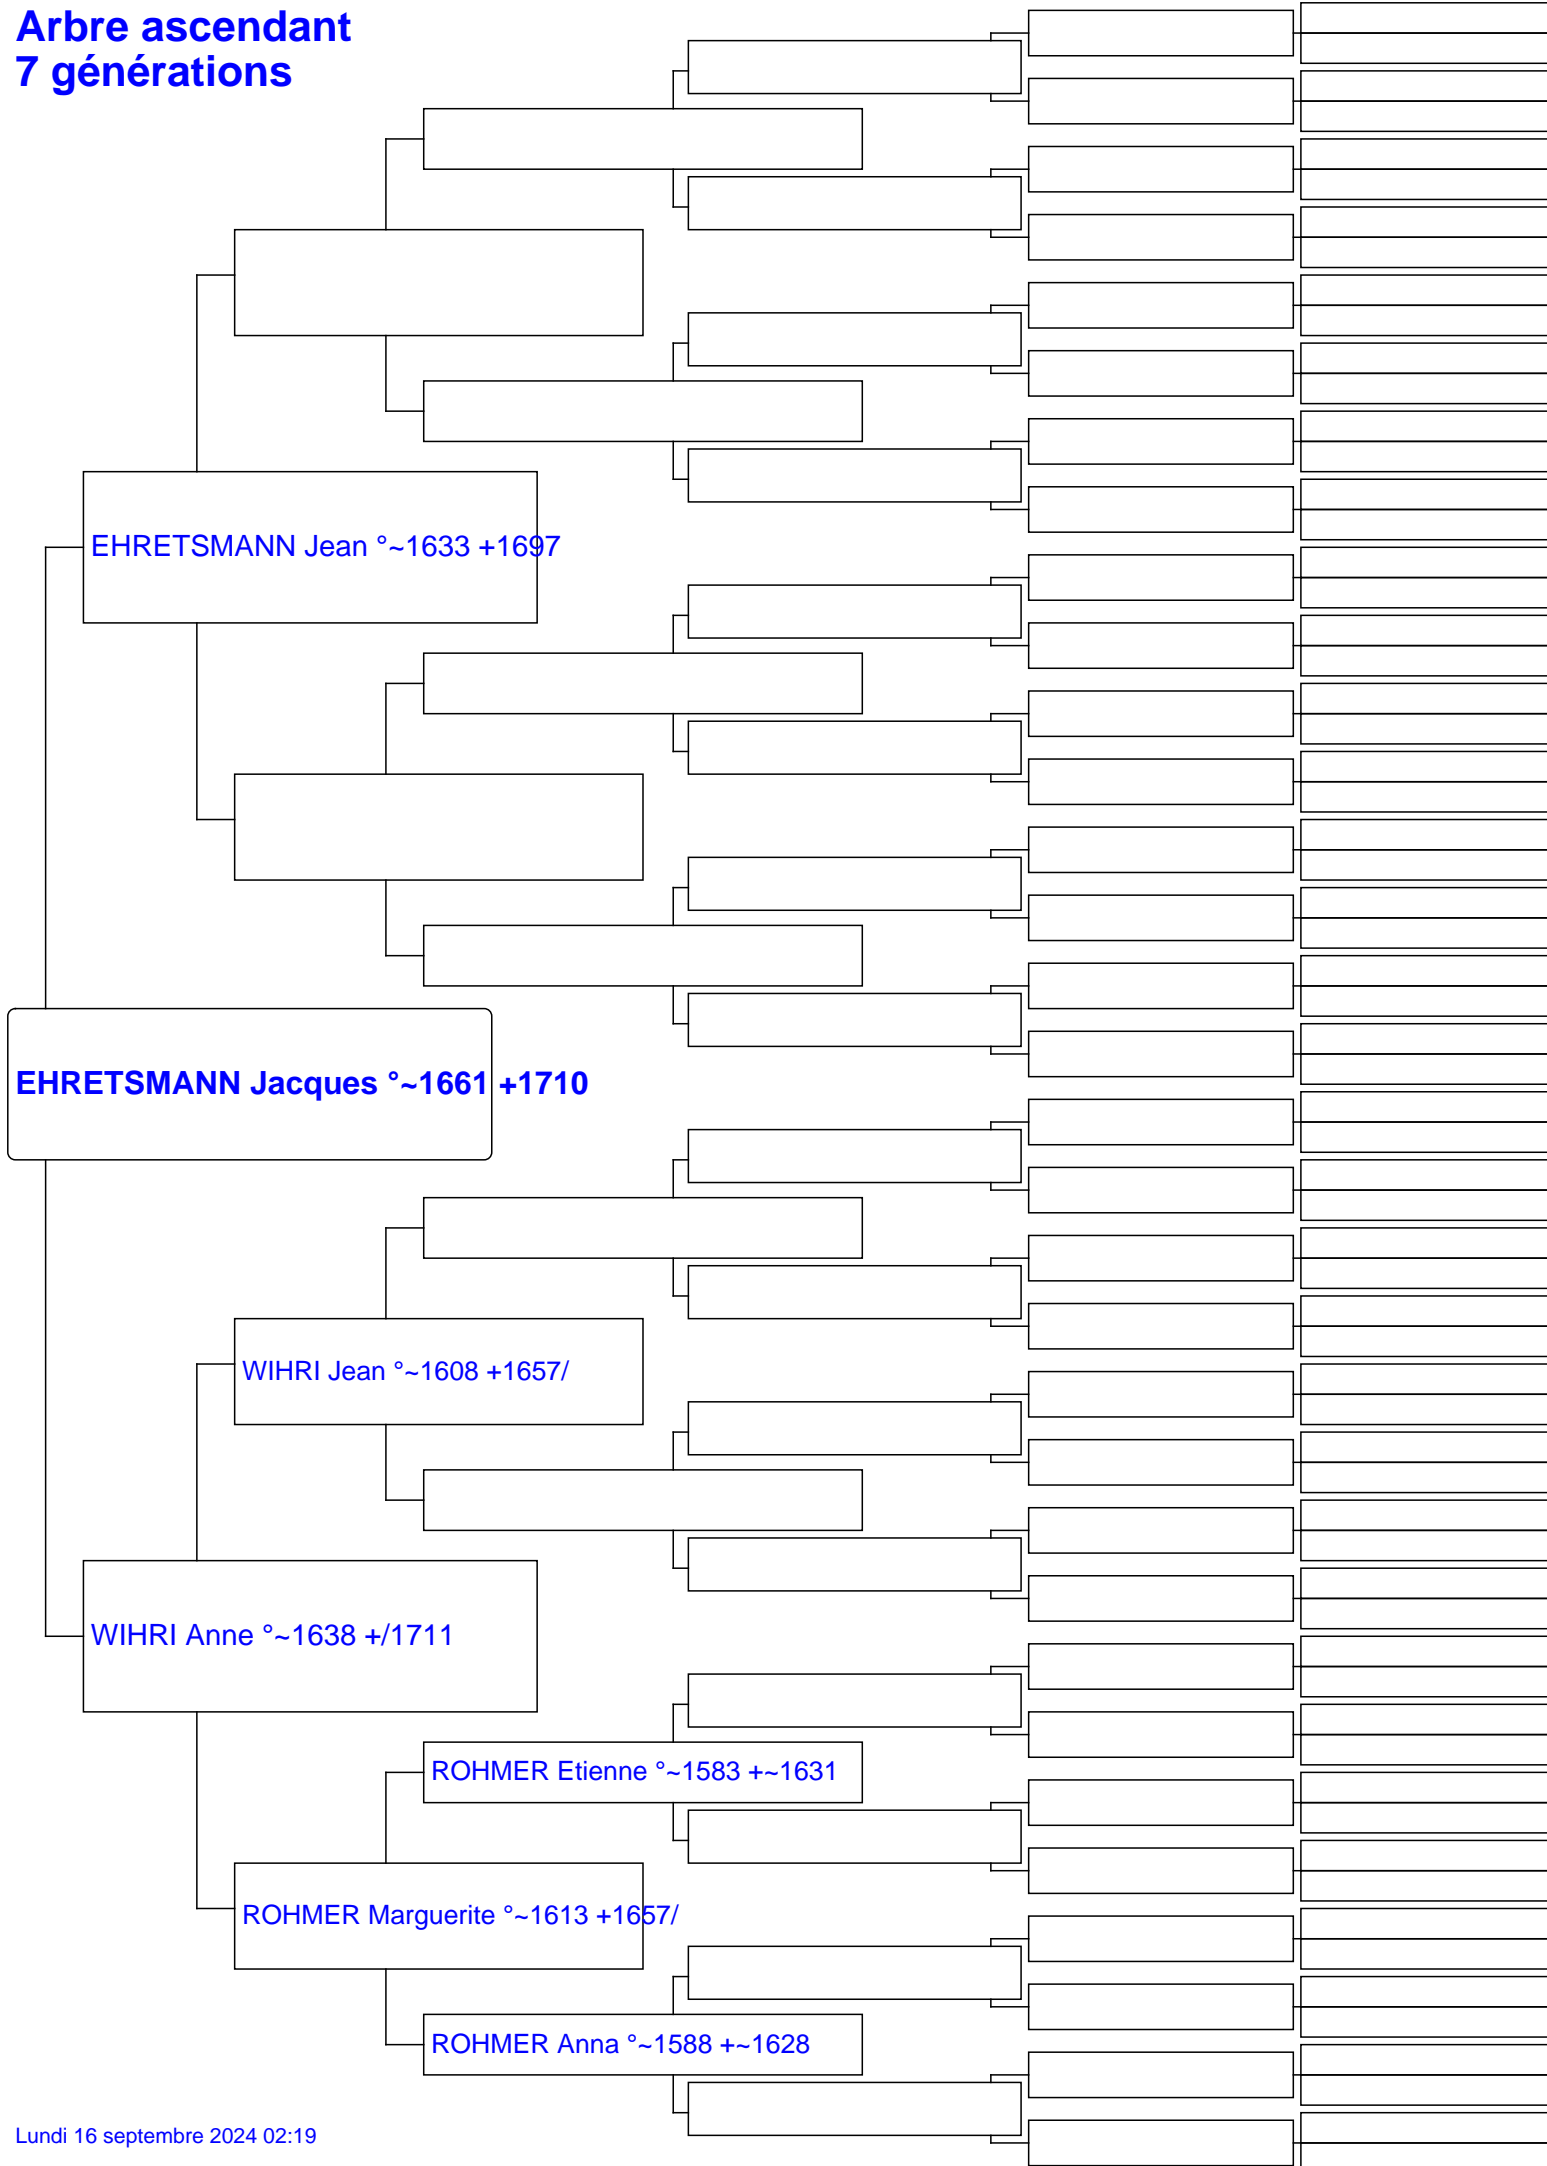 Arbre ascendant
7 générations
EHRETSMANN Jean °~1633 +1697
EHRETSMANN Jacques °~1661 +1710
WIHRI Jean °~1608 +1657/
WIHRI Anne °~1638 +/1711
ROHMER Etienne °~1583 +~1631
ROHMER Marguerite °~1613 +1657/
ROHMER Anna °~1588 +~1628
Lundi 16 septembre 2024 02:19